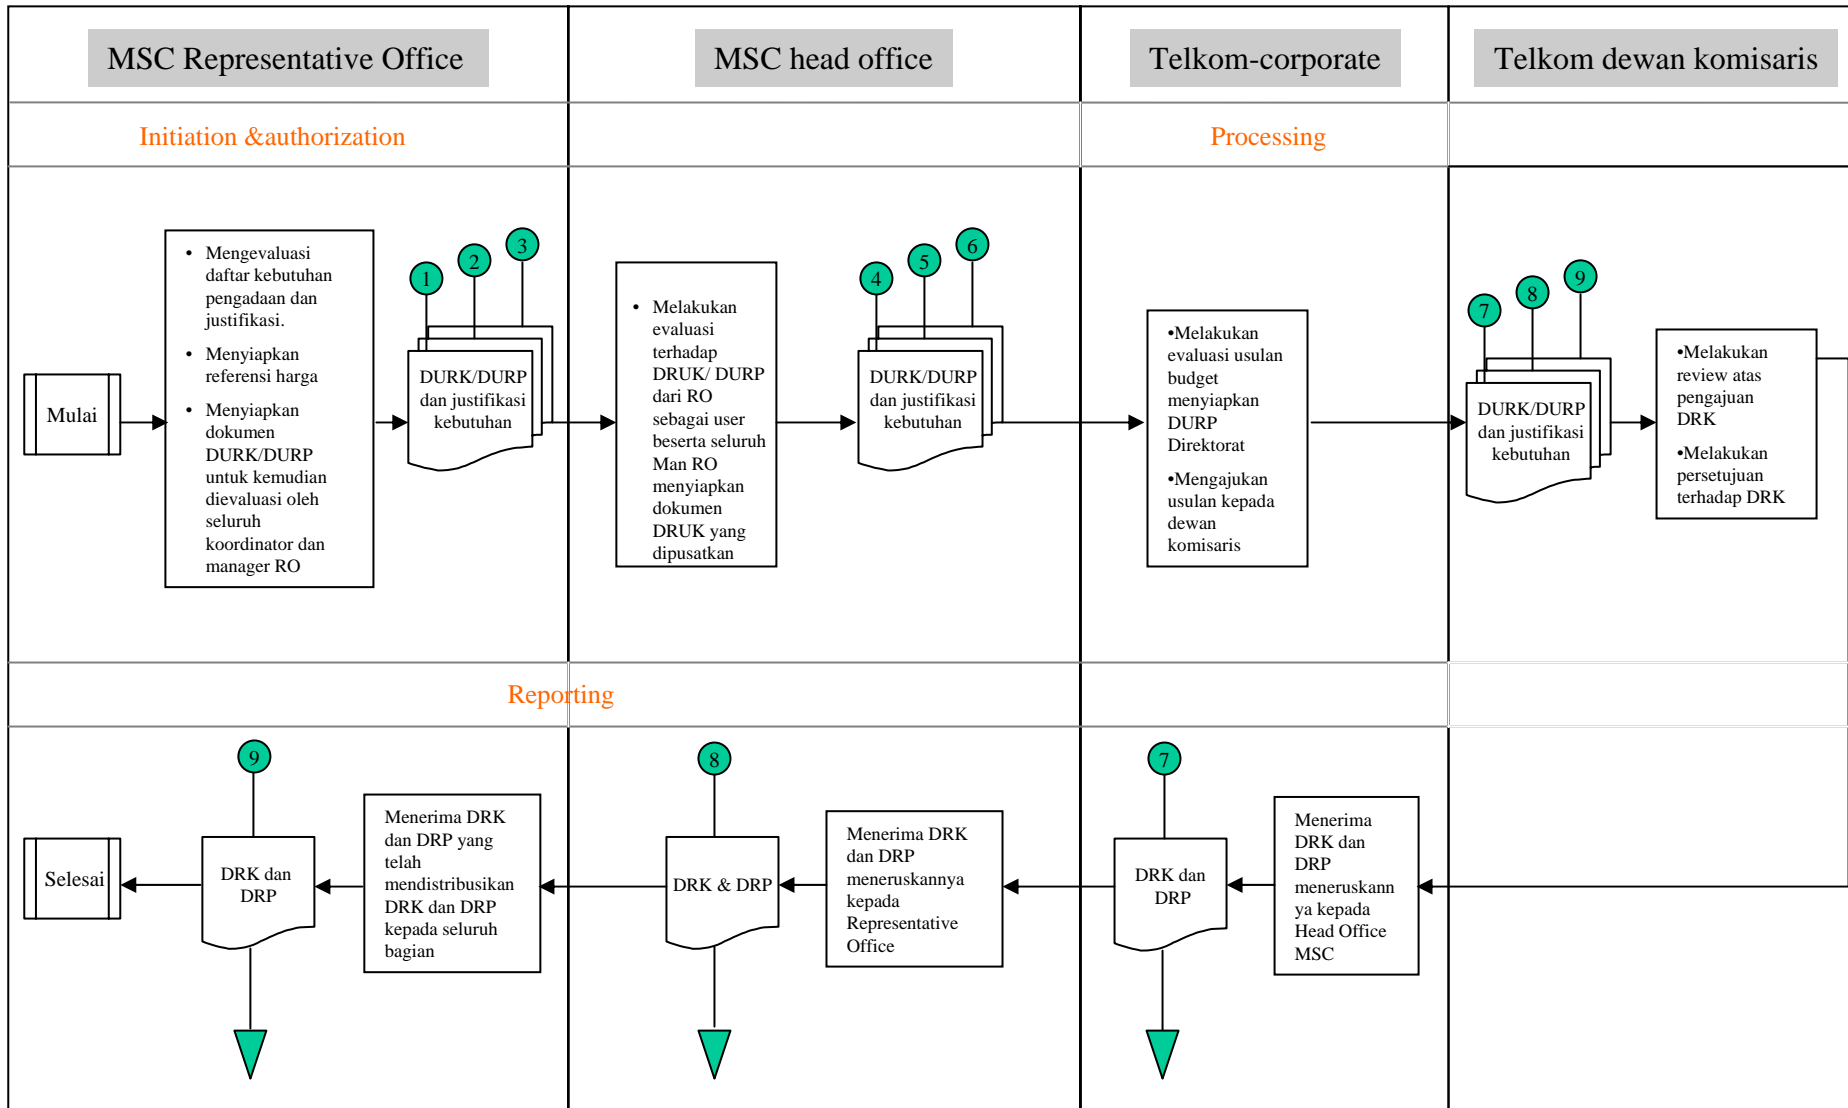 MSC Representative Office
MSC head office
Telkom-corporate
Telkom dewan komisaris
Initiation &authorization
Processing
Mulai
• Mengevaluasi
daftar kebutuhan
pengadaan dan
justifikasi.
• Menyiapkan
referensi harga
• Menyiapkan
dokumen
DURK/DURP
untuk kemudian
dievaluasi oleh
seluruh
koordinator dan
manager RO
1
2
3
DURK/DURP
dan justifikasi
kebutuhan
• Melakukan
evaluasi
terhadap
DRUK/ DURP
dari RO
sebagai user
beserta seluruh
Man RO
menyiapkan
dokumen
DRUK yang
dipusatkan
4
5
6
DURK/DURP
dan justifikasi
kebutuhan
•Melakukan
evaluasi usulan
budget
menyiapkan
DURP
Direktorat
•Mengajukan
usulan kepada
dewan
komisaris
7
8
9
DURK/DURP
dan justifikasi
kebutuhan
•Melakukan
review atas
pengajuan
DRK
•Melakukan
persetujuan
terhadap DRK
Reporting
Selesai
9
DRK dan
DRP
Menerima DRK
dan DRP yang
telah
mendistribusikan
DRK dan DRP
kepada seluruh
bagian
8
DRK & DRP
Menerima DRK
dan DRP
meneruskannya
kepada
Representative
Office
7
DRK dan
DRP
Menerima
DRK dan
DRP
meneruskann
ya kepada
Head Office
MSC